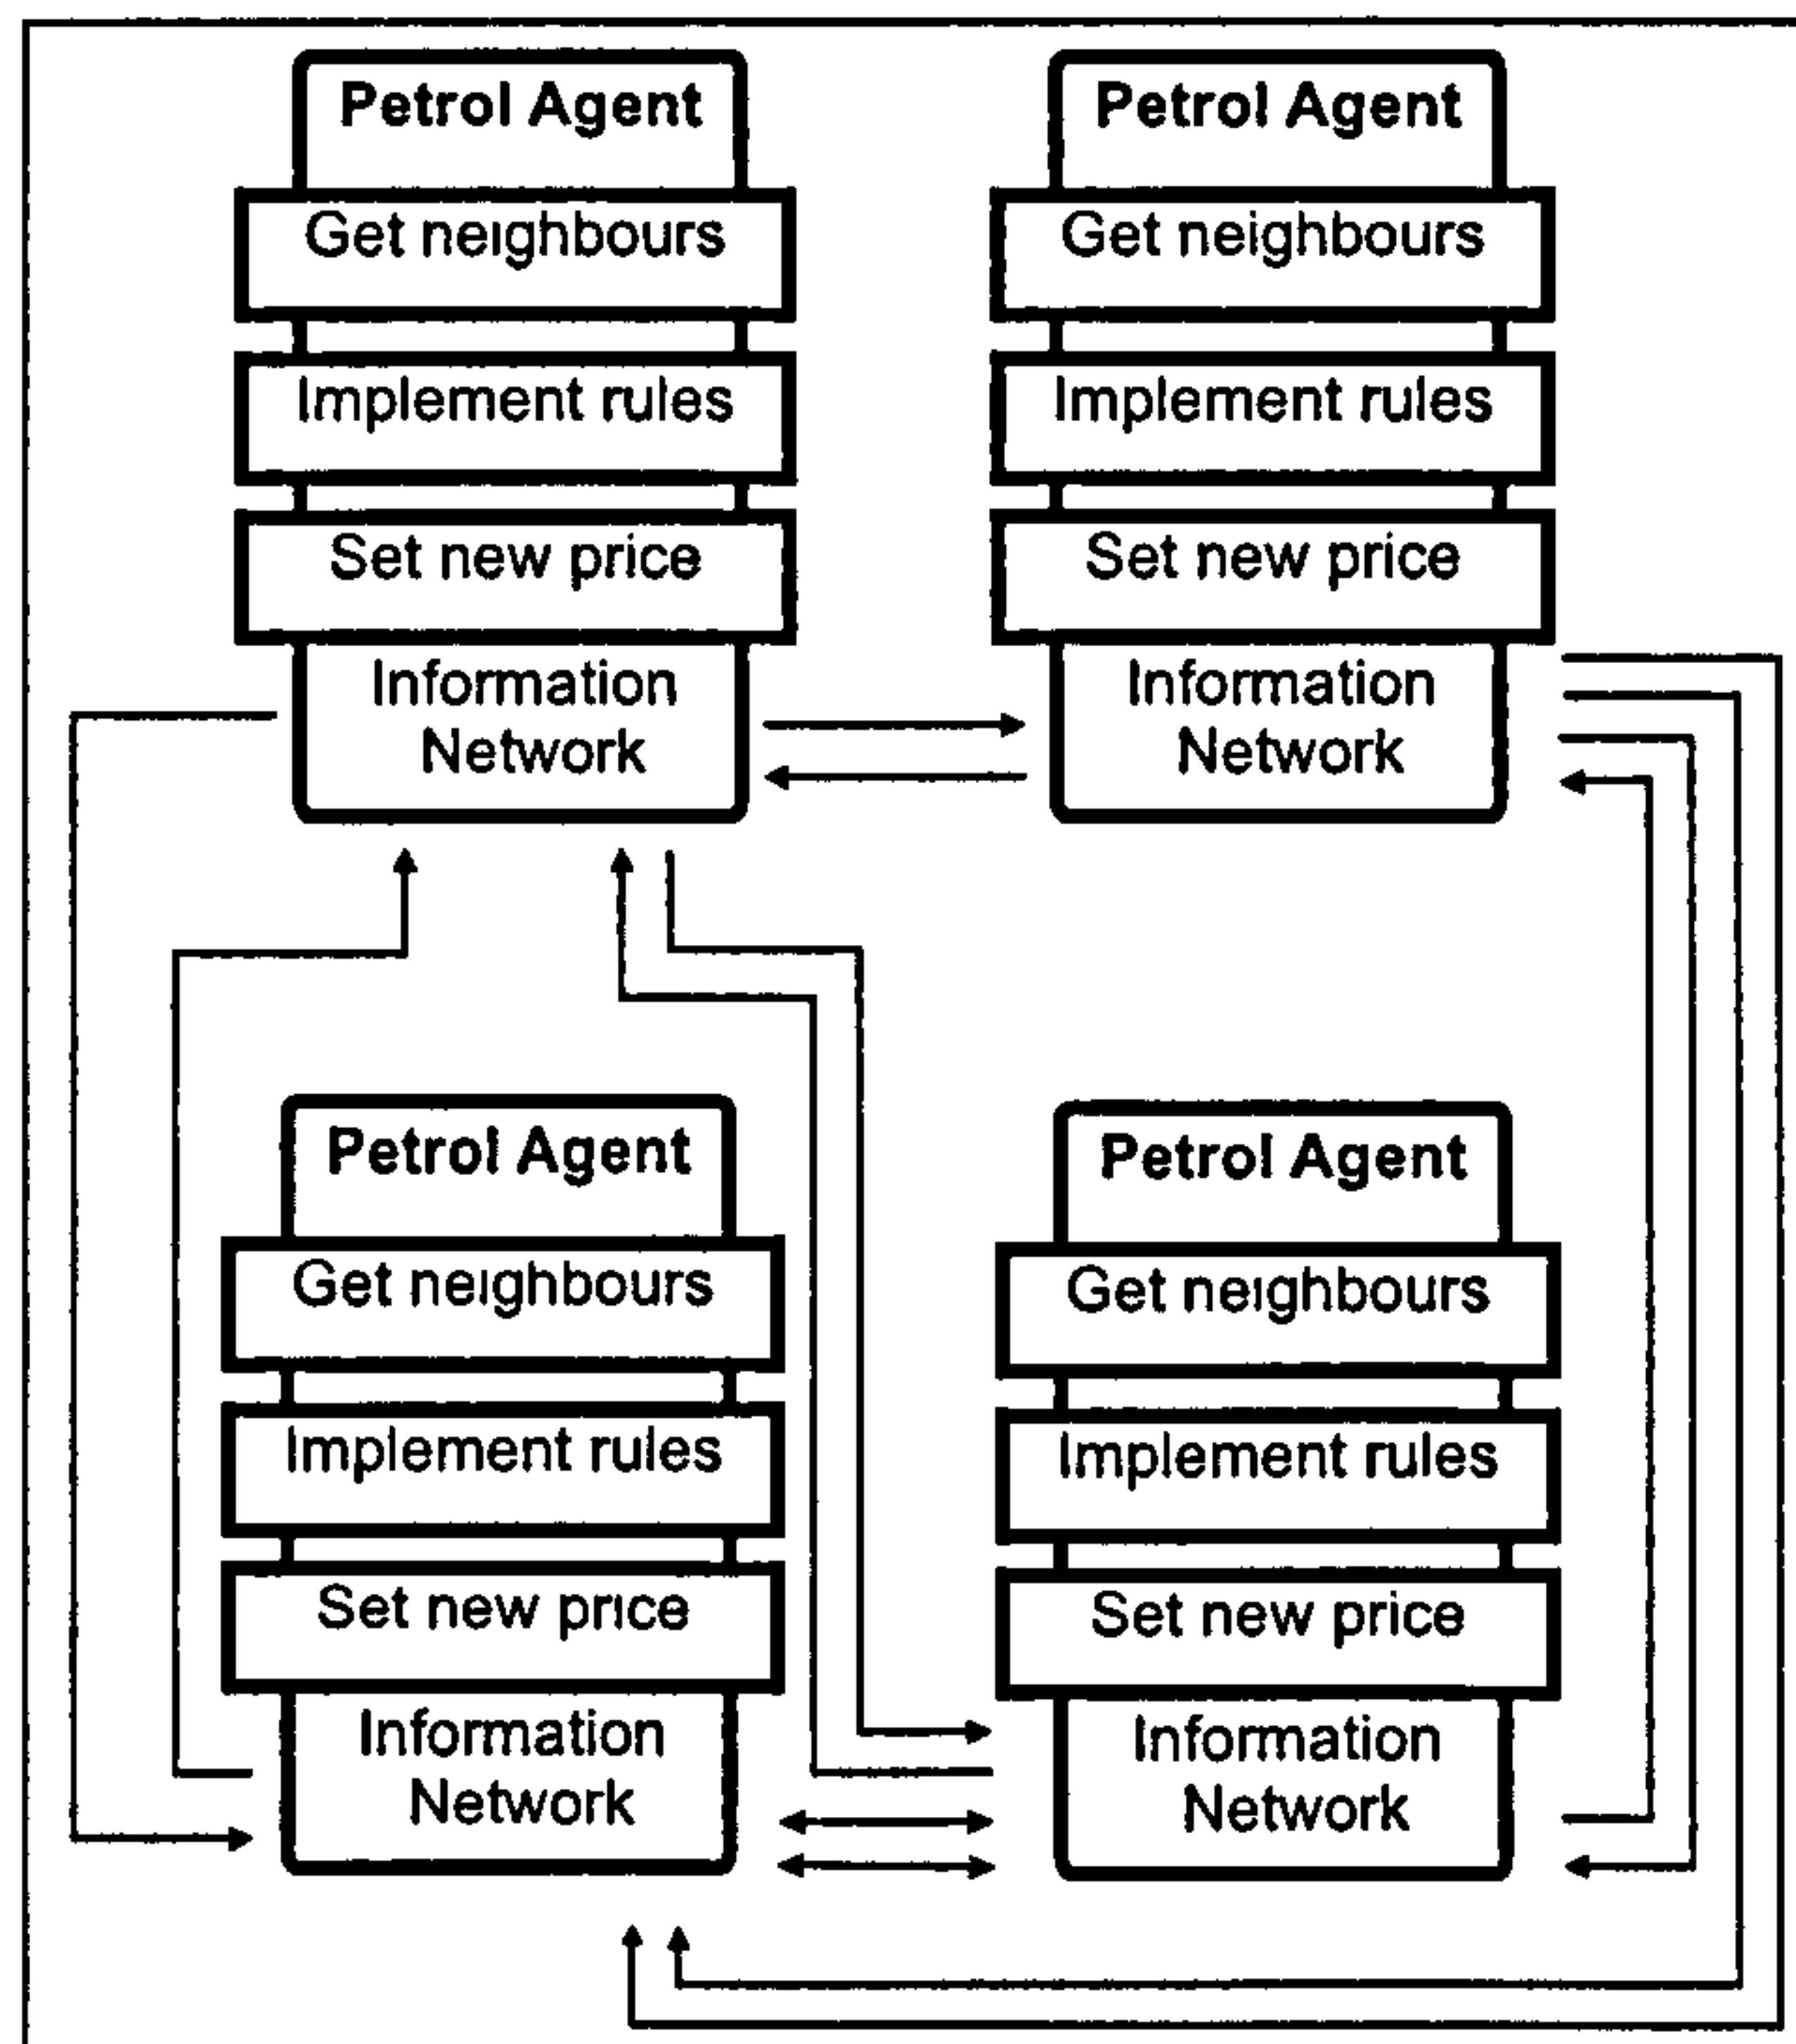 Petrol Agent
Get neighbours
Implement rules
Set new price
Information
Network
Petrol Agent
Get neighbours
Implement rules
Set new price
Information
Network
Petrol Agent
Get neighbours
Implement rules
Set new price
Information
Network
Petrol Agent
Get neighbours
Implement rules
Set new price
Information
Network